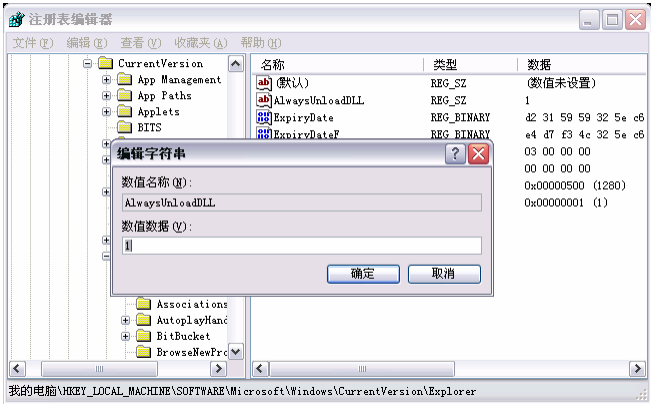 注册表编辑器
文件(F) 编辑(E) 查看(V) 收藏夹(A) 帮助(H)
CurrentVersion
App Management
App Paths
Applets
BITS
Associations
AutoplayHand
BitBucket
BrowseNewPro
名称 类型 数据
ab (默认) REG_SZ (数值未设置)
ab AlwaysUnloadDLL REG_SZ 1
ExpiryDate REG_BINARY d2 31 59 59 32 5e c6
ExpiryDateF REG_BINARY e4 d7 f3 4c 32 5e c6
03 00 00 00
00 00 00 00
0x00000500 (1280)
0x00000001 (1)
编辑字符串
数值名称(N):
AlwaysUnloadDLL
数值数据(V):
1
确定 取消
我的电脑\HKEY_LOCAL_MACHINE\SOFTWARE\Microsoft\Windows\CurrentVersion\Explorer